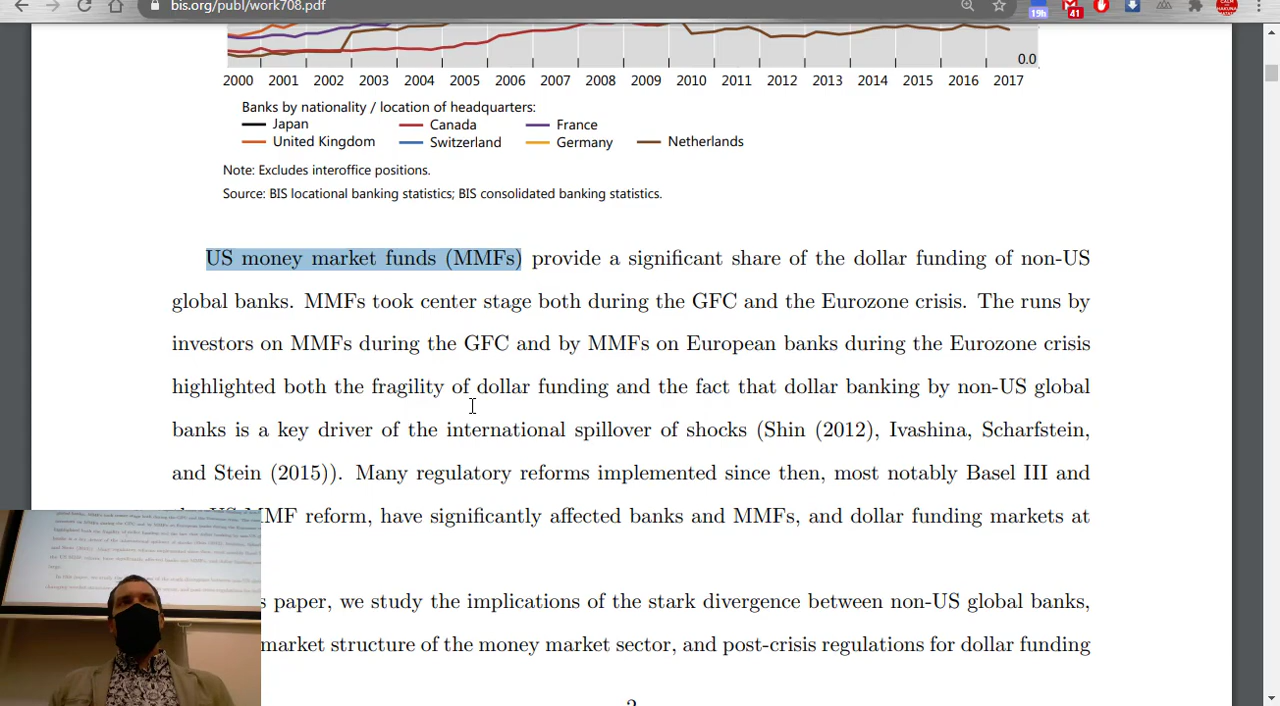 bis.org/publ/work708.pdf
19h
41
0.0
2000 2001 2002 2003 2004 2005 2006 2007 2008 2009 2010 2011 2012 2013 2014 2015 2016 2017
Banks by nationality / location of headquarters:
Japan Canada France
United Kingdom Switzerland Germany Netherlands
Note: Excludes interoffice positions.
Source: BIS locational banking statistics; BIS consolidated banking statistics.
US money market funds (MMFs) provide a significant share of the dollar funding of non-US
global banks. MMFs took center stage both during the GFC and the Eurozone crisis. The runs by
investors on MMFs during the GFC and by MMFs on European banks during the Eurozone crisis
highlighted both the fragility of dollar funding and the fact that dollar banking by non-US global
banks is a key driver of the international spillover of shocks (Shin (2012), Ivashina, Scharfstein,
and Stein (2015)). Many regulatory reforms implemented since then, most notably Basel III and
MMF reform, have significantly affected banks and MMFs, and dollar funding markets at
s paper, we study the implications of the stark divergence between non-US global banks,
market structure of the money market sector, and post-crisis regulations for dollar funding